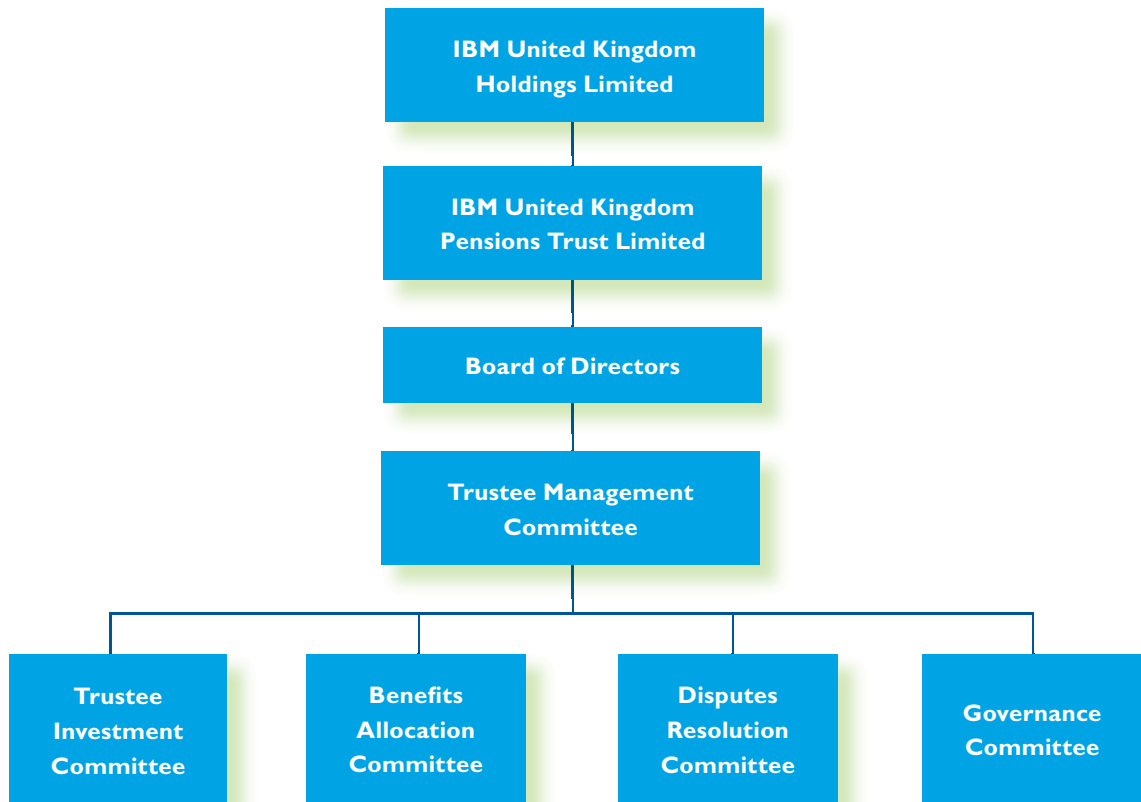 IBM United Kingdom
Holdings Limited
IBM United Kingdom
Pensions Trust Limited
Board of Directors
Trustee Management
Committee
Trustee
Investment
Committee
Benefits
Allocation
Committee
Disputes
Resolution
Committee
Governance
Committee